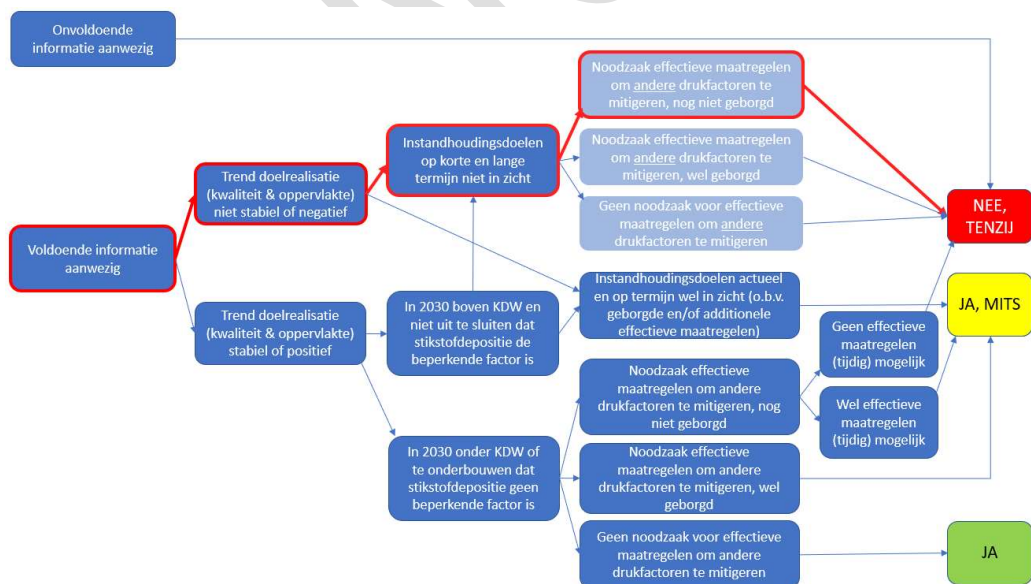 Onvoldoende
informatie aanwezig
Noodzaak effectieve maatregelen
om andere drukfactoren te
mitigeren, nog niet geborgd
Instandhoudingsdoelen
op korte en lange
termijn niet in zicht
Noodzaak effectieve maatregelen
om andere drukfactoren te
mitigeren, wel geborgd
Trend doelrealisatie
(kwaliteit & oppervlakte)
niet stabiel of negatief
Geen noodzaak voor effectieve
maatregelen om andere
drukfactoren te mitigeren
NEE,
TENZIJ
Voldoende informatie
aanwezig
Instandhoudingsdoelen actueel
en op termijn wel in zicht (o.b.v.
geborgde en/of additionele
effectieve maatregelen)
JA, MITS
Trend doelrealisatie
(kwaliteit & oppervlakte)
stabiel of positief
In 2030 boven KDW en
niet uit te sluiten dat
stikstofdepositie de
beperkende factor is
Geen effectieve
maatregelen
(tijdig) mogelijk
Noodzaak effectieve
maatregelen om andere
drukfactoren te mitigeren, nog
niet geborgd
Wel effectieve
maatregelen
(tijdig) mogelijk
In 2030 onder KDW of
te onderbouwen dat
stikstofdepositie geen
beperkende factor is
Noodzaak effectieve
maatregelen om andere
drukfactoren te mitigeren, wel
geborgd
Geen noodzaak voor effectieve
maatregelen om andere
drukfactoren te mitigeren
JA